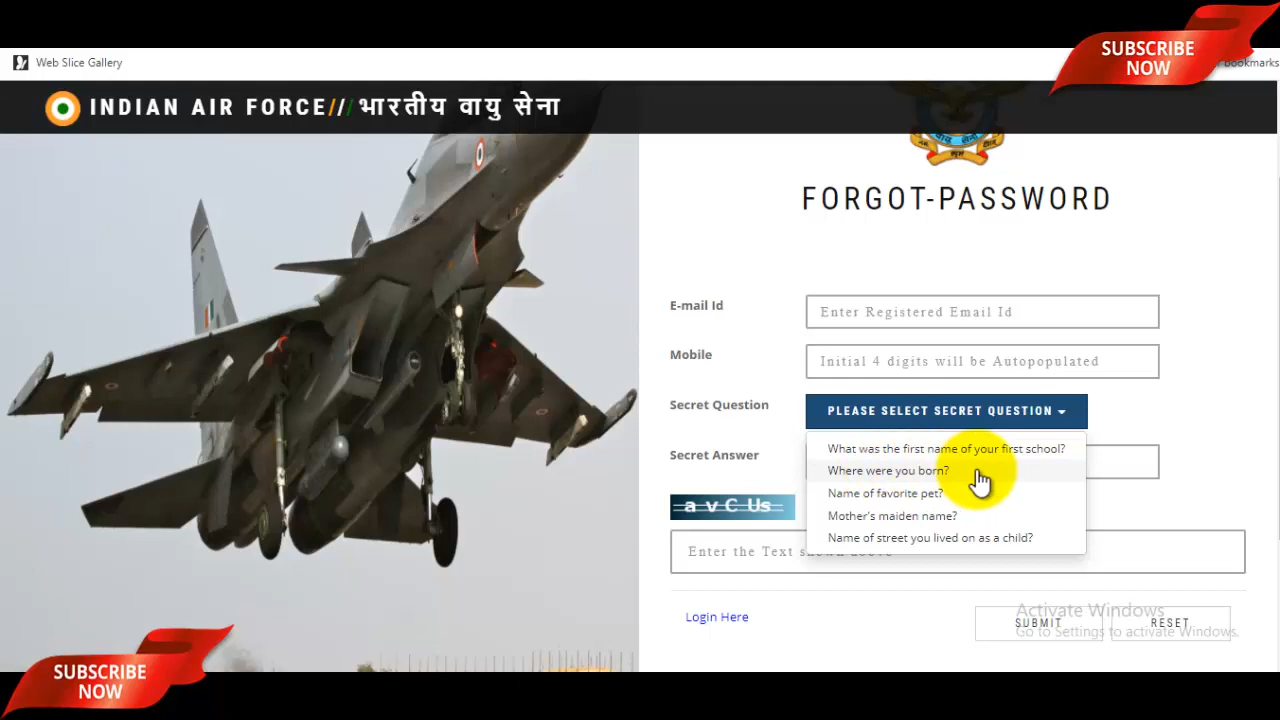 SUBSCRIBE
NOW
Web Slice Gallery
bookmarks
INDIAN AIR FORCE// भारतीय वायु सेना
FORGOT-PASSWORD
E-mail Id
Enter Registered Email Id
Mobile
Initial 4 digits will be Autopopulated
Secret Question
PLEASE SELECT SECRET QUESTION
What was the first name of your first school?
Where were you born?
Secret Answer
Name of favorite pet?
Mother's maiden name?
Name of street you lived on as a child?
a v C Us
Enter the Text shown above
Login Here
SUBMIT
RESET
Activate Windows
Go to Settings to activate Windows.
SUBSCRIBE
NOW